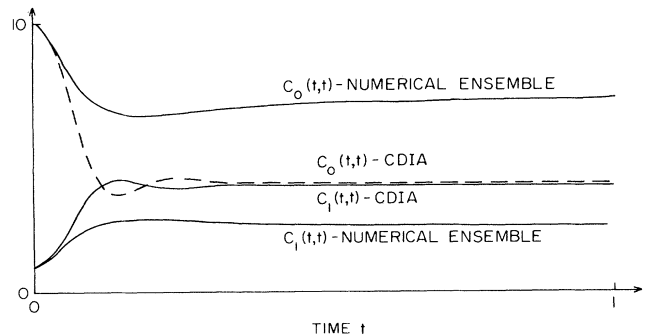 10
C₀(t,t)-NUMERICAL ENSEMBLE
C₀(t,t)-CDIA
C₁(t,t)-CDIA
C₁(t,t)-NUMERICAL ENSEMBLE
0
0
1
TIME t